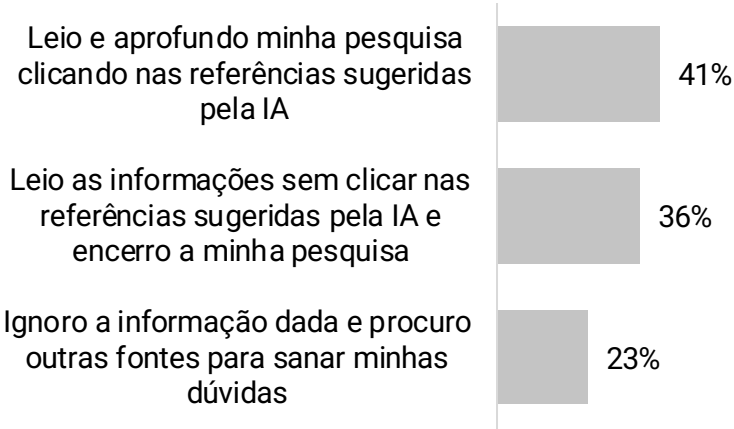 Leio e aprofundo minha pesquisa
clicando nas referências sugeridas
pela IA
41%
Leio as informações sem clicar nas
referências sugeridas pela IA e
encerro a minha pesquisa
36%
Ignoro a informação dada e procuro
outras fontes para sanar minhas
dúvidas
23%